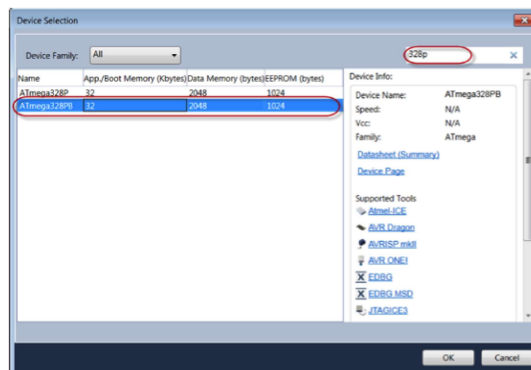 Device Selection
Device Family: All 328p
Name App./Boot Memory (Kbytes) Data Memory (bytes) EEPROM (bytes)
ATmega328P 32 2048 1024
ATmega328PB 32 2048 1024
Device Info:
Device Name: ATmega328PB
Speed: N/A
Vcc: N/A
Family: ATmega
Datasheet (Summary)
Device Page
Supported Tools
Atmel-ICE
AVR Dragon
AVRISP mkII
AVR ONE!
EDBG
EDBG MSD
JTAGICE3
OK Cancel